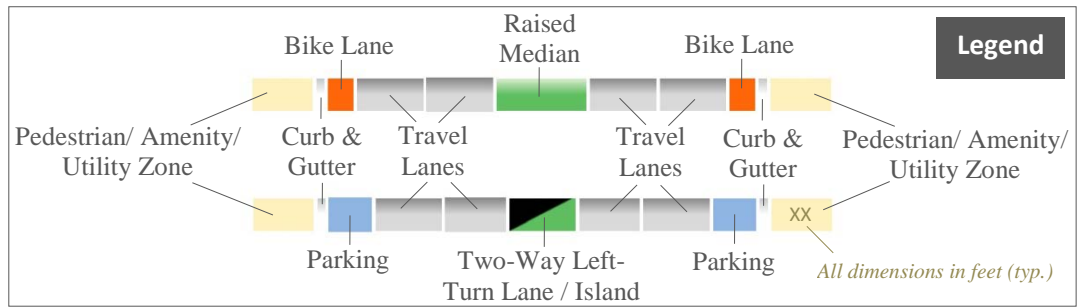 Legend
Bike Lane
Raised
Median
Bike Lane
Pedestrian/ Amenity/
Utility Zone
Curb &
Gutter
Travel
Lanes
Travel
Lanes
Curb &
Gutter
Pedestrian/ Amenity/
Utility Zone
XX
Parking
Two-Way Left-
Turn Lane / Island
Parking
All dimensions in feet (typ.)